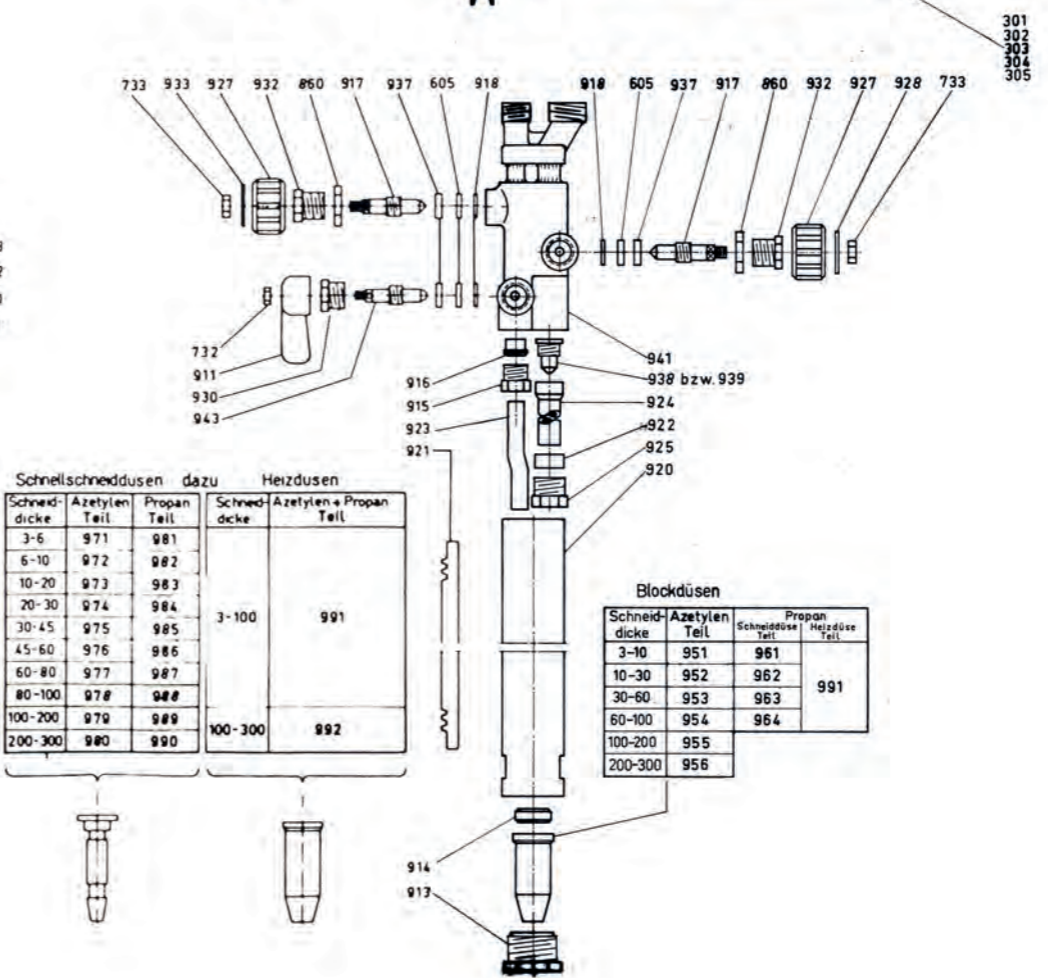 301
302
303
304
305
733 933 927 932 860 917 937 605 918
918 605 937 917 860 932 927 928 733
732
911
930
943
916
915
923
921
941
938 bzw. 939
924
922
925
920
Schnellschneiddusen dazu Heizdusen
Schneid-dicke Azetylen Teil Propan Teil
3-6 971 981
6-10 972 982
10-20 973 983
20-30 974 984
30-45 975 985
45-60 976 986
60-80 977 987
80-100 978 988
100-200 979 989
200-300 980 990
Schneid-dicke Azetylen + Propan Teil
3-100 991
100-300 992
Blockdüsen
Schneid-dicke Azetylen Teil Propan
Schneiddüse Teil Heizdüse Teil
3-10 951 961
10-30 952 962
991
30-60 953 963
60-100 954 964
100-200 955
200-300 956
914
913